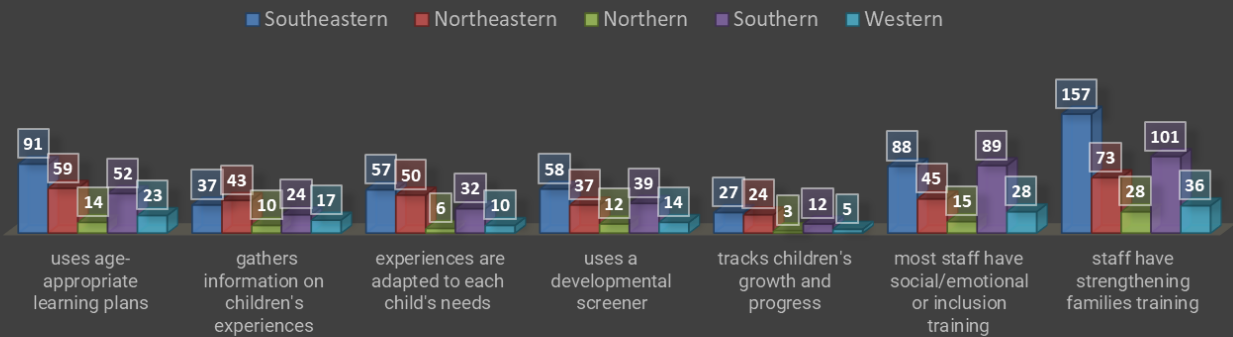 Southeastern Northeastern Northern Southern Western
91 59 14 52 23
37 43 10 24 17
57 50 6 32 10
58 37 12 39 14
27 24 3 12 5
88 45 15 89 28
157 73 28 101 36
uses age-
appropriate
learning plans
gathers
information on
children's
experiences
experiences are
adapted to each
child's needs
uses a
developmental
screener
tracks children's
growth and
progress
most staff have
social/emotional
or inclusion
training
staff have
strengthening
families training